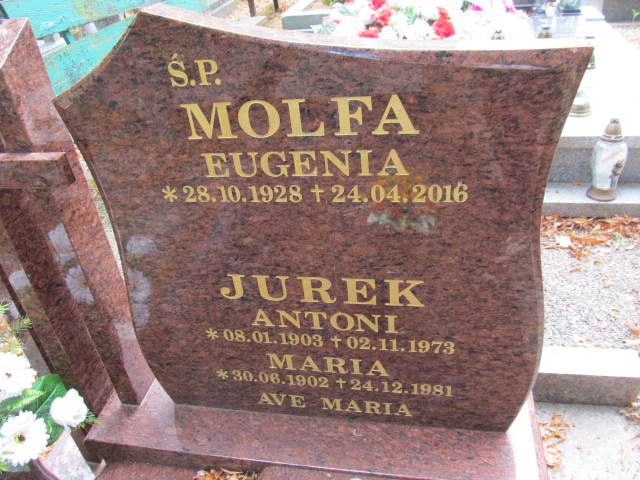 Ś.P.
MOLFA
EUGENIA
* 28.10.1928 † 24.04.2016
JUREK
ANTONI
* 08.01.1903 † 02.11.1973
MARIA
* 30.06.1902 † 24.12.1981
AVE MARIA